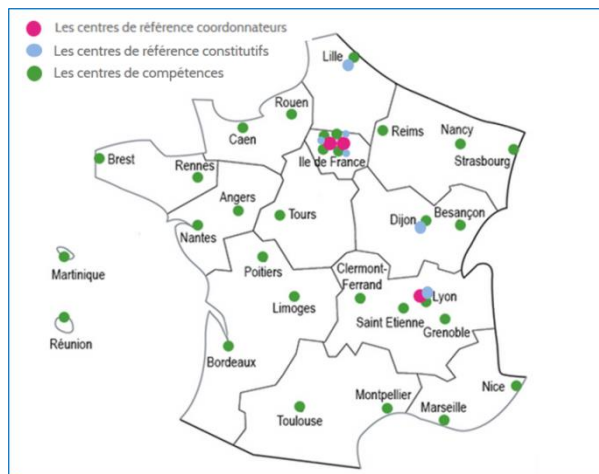 Les centres de référence coordonnateurs
Les centres de référence constitutifs
Les centres de compétences
Lille
Rouen
Caen
Reims
Nancy
Ile de France
Strasbourg
Brest
Rennes
Angers
Tours
Dijon
Besançon
Nantes
Martinique
Poitiers
Clermont-
Ferrand
Limoges
Lyon
Saint Etienne
Grenoble
Réunion
Bordeaux
Montpellier
Nice
Toulouse
Marseille